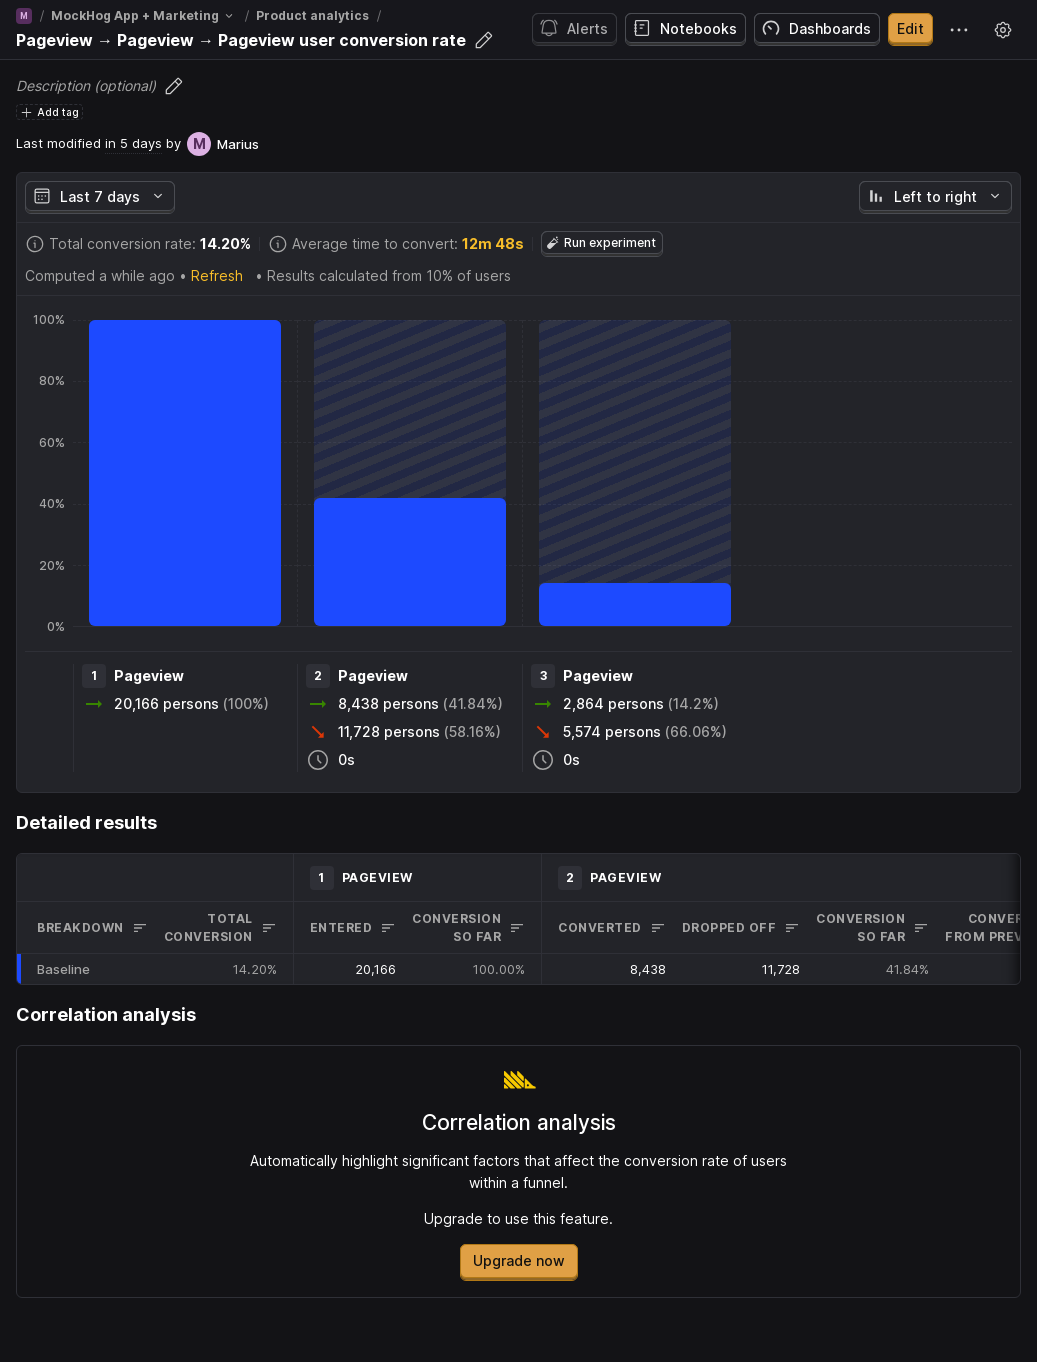 M / MockHog App + Marketing / Product analytics /
Pageview → Pageview → Pageview user conversion rate
Alerts
Notebooks
Dashboards
Edit
Description (optional)
Add tag
Last modified in 5 days by M Marius
Last 7 days
Left to right
Total conversion rate: 14.20%
Average time to convert: 12m 48s
Run experiment
Computed a while ago • Refresh • Results calculated from 10% of users
100%
80%
60%
40%
20%
0%
1 Pageview
20,166 persons (100%)
2 Pageview
8,438 persons (41.84%)
11,728 persons (58.16%)
0s
3 Pageview
2,864 persons (14.2%)
5,574 persons (66.06%)
0s
Detailed results
1 PAGEVIEW
2 PAGEVIEW
BREAKDOWN
TOTAL
CONVERSION
ENTERED
CONVERSION
SO FAR
CONVERTED
DROPPED OFF
CONVERSION
SO FAR
CONVER
FROM PREV
Baseline 14.20% 20,166 100.00% 8,438 11,728 41.84%
Correlation analysis
Correlation analysis
Automatically highlight significant factors that affect the conversion rate of users
within a funnel.
Upgrade to use this feature.
Upgrade now